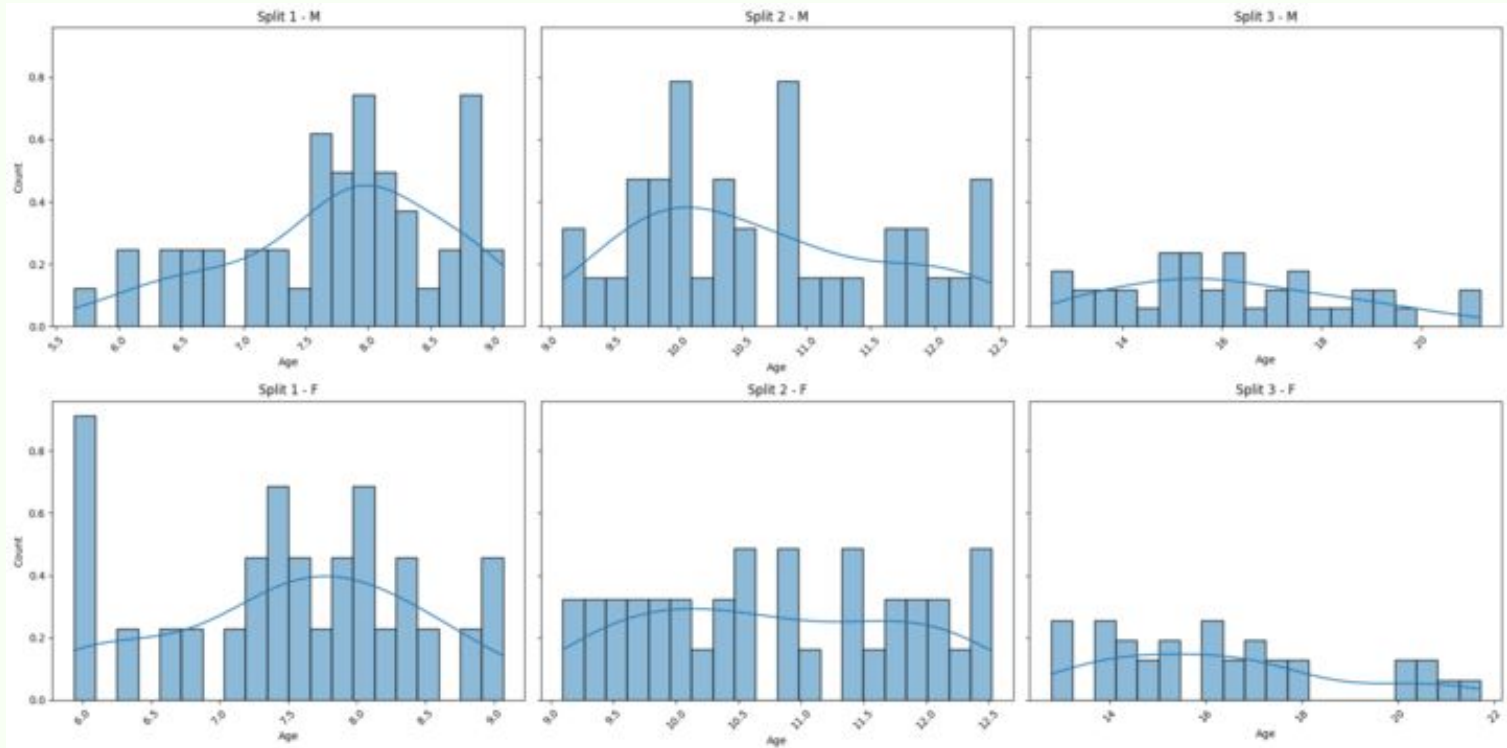 Split 1 - M
Split 2 - M
Split 3 - M
Count
0.8
0.6
0.4
0.2
0.0
5.5 6.0 6.5 7.0 7.5 8.0 8.5 9.0
Age
9.0 9.5 10.0 10.5 11.0 11.5 12.0 12.5
Age
14 16 18 20
Age
Split 1 - F
Split 2 - F
Split 3 - F
Count
0.8
0.6
0.4
0.2
0.0
6.0 6.5 7.0 7.5 8.0 8.5 9.0
Age
9.0 9.5 10.0 10.5 11.0 11.5 12.0 12.5
Age
14 16 18 20 22
Age